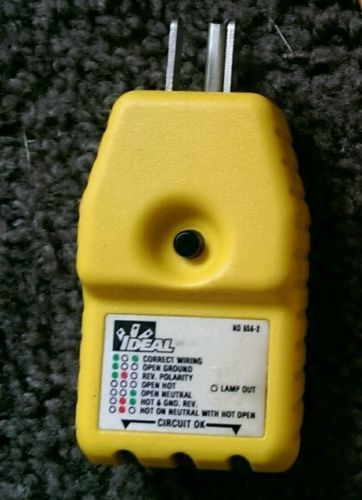 NO 656-2
IDEAL
CORRECT WIRING
OPEN GROUND
REV. POLARITY
OPEN HOT
LAMP OUT
OPEN NEUTRAL
HOT & GND. REV.
HOT ON NEUTRAL WITH HOT OPEN
CIRCUIT OK